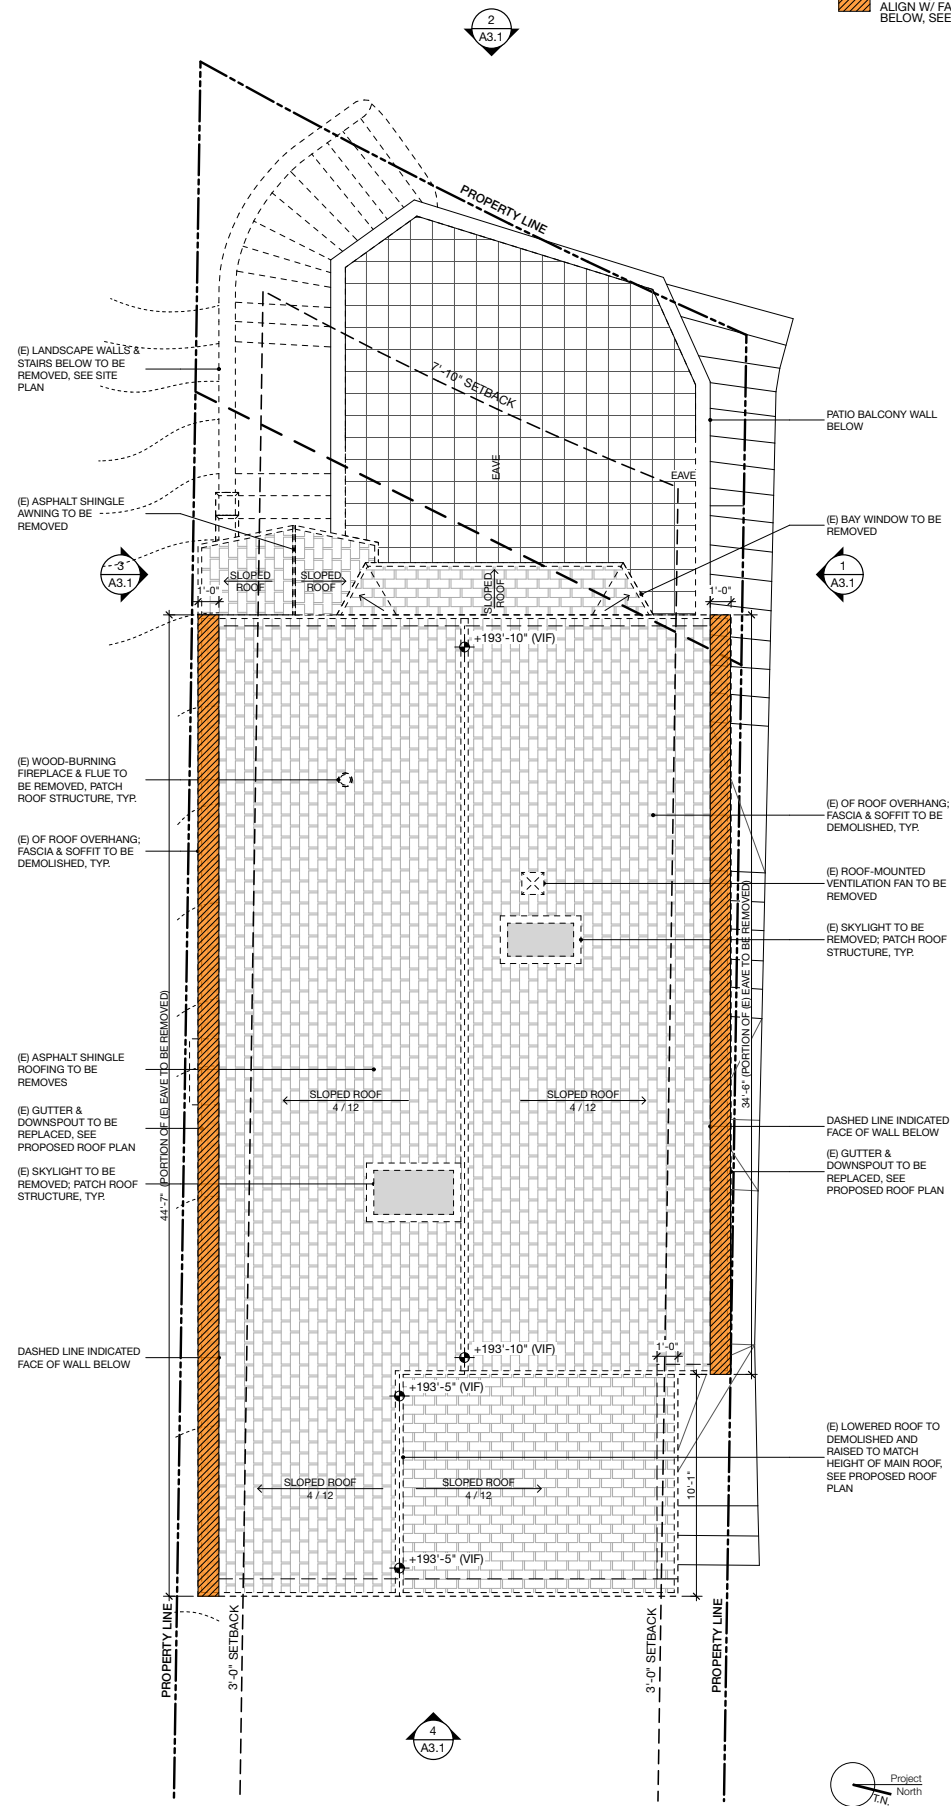 ALIGN W/ FA
BELOW, SEE
2
A3.1
PROPERTY LINE
(E) LANDSCAPE WALLS &
STAIRS BELOW TO BE
REMOVED, SEE SITE
PLAN
7'-10" SETBACK
PATIO BALCONY WALL
BELOW
EAVE
EAVE
(E) ASPHALT SHINGLE
AWNING TO BE
REMOVED
(E) BAY WINDOW TO BE
REMOVED
3
A3.1
SLOPED
ROOF
SLOPED
ROOF
SLOPED
ROOF
1
A3.1
1'-0"
1'-0"
+193'-10" (VIF)
(E) WOOD-BURNING
FIREPLACE & FLUE TO
BE REMOVED, PATCH
ROOF STRUCTURE, TYP.
(E) OF ROOF OVERHANG;
FASCIA & SOFFIT TO BE
DEMOLISHED, TYP.
(E) OF ROOF OVERHANG;
FASCIA & SOFFIT TO BE
DEMOLISHED, TYP.
(E) ROOF-MOUNTED
VENTILATION FAN TO BE
REMOVED
(E) SKYLIGHT TO BE
REMOVED; PATCH ROOF
STRUCTURE, TYP.
44'-7" (PORTION OF (E) EAVE TO BE REMOVED)
34'-6" (PORTION OF (E) EAVE TO BE REMOVED)
(E) ASPHALT SHINGLE
ROOFING TO BE
REMOVES
SLOPED ROOF
4 / 12
SLOPED ROOF
4 / 12
(E) GUTTER &
DOWNSPOUT TO BE
REPLACED, SEE
PROPOSED ROOF PLAN
DASHED LINE INDICATED
FACE OF WALL BELOW
(E) SKYLIGHT TO BE
REMOVED; PATCH ROOF
STRUCTURE, TYP.
(E) GUTTER &
DOWNSPOUT TO BE
REPLACED, SEE
PROPOSED ROOF PLAN
DASHED LINE INDICATED
FACE OF WALL BELOW
+193'-10" (VIF)
1'-0"
+193'-5" (VIF)
(E) LOWERED ROOF TO
DEMOLISHED AND
RAISED TO MATCH
HEIGHT OF MAIN ROOF,
SEE PROPOSED ROOF
PLAN
SLOPED ROOF
4 / 12
SLOPED ROOF
4 / 12
10'-1"
+193'-5" (VIF)
PROPERTY LINE
3'-0" SETBACK
3'-0" SETBACK
PROPERTY LINE
4
A3.1
Project
North
T.N.